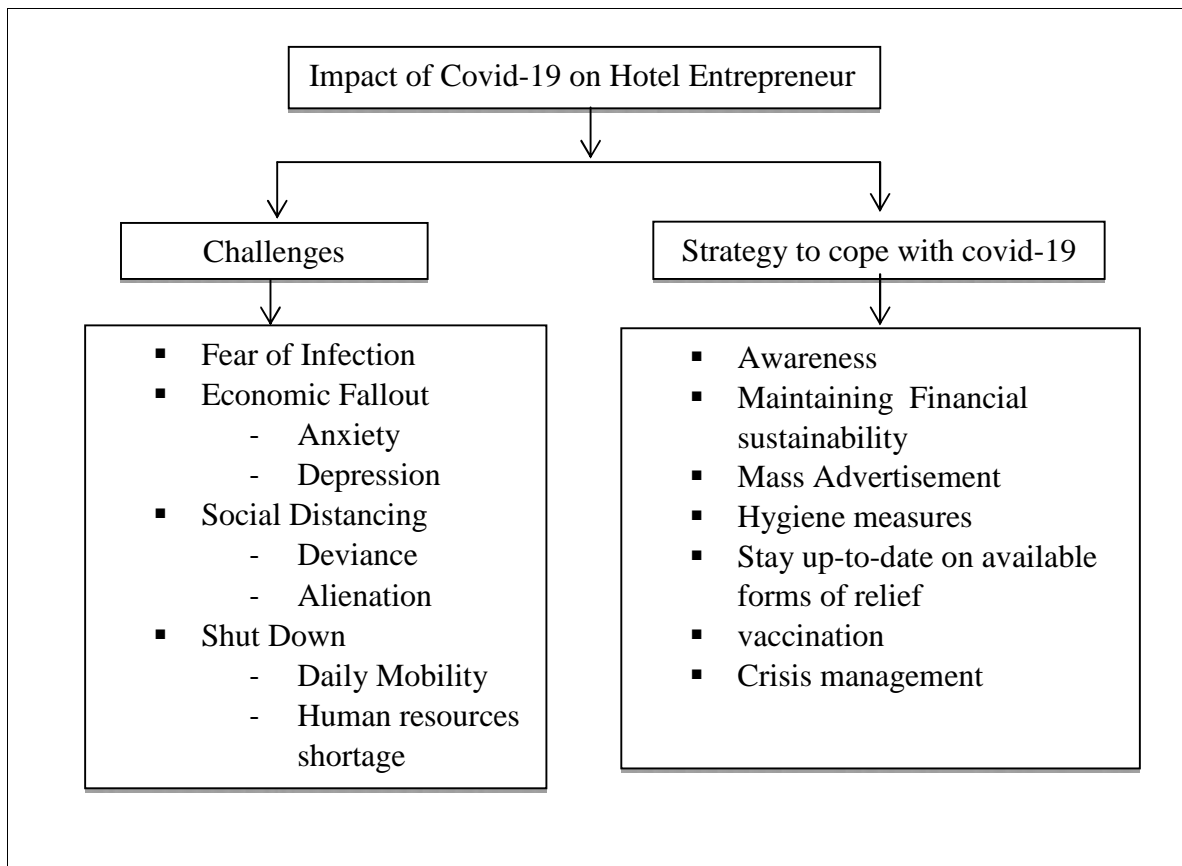 Impact of Covid-19 on Hotel Entrepreneur
Challenges
▪ Fear of Infection
▪ Economic Fallout
- Anxiety
- Depression
▪ Social Distancing
- Deviance
- Alienation
▪ Shut Down
- Daily Mobility
- Human resources
shortage
Strategy to cope with covid-19
▪ Awareness
▪ Maintaining Financial
sustainability
▪ Mass Advertisement
▪ Hygiene measures
▪ Stay up-to-date on available
forms of relief
▪ vaccination
▪ Crisis management